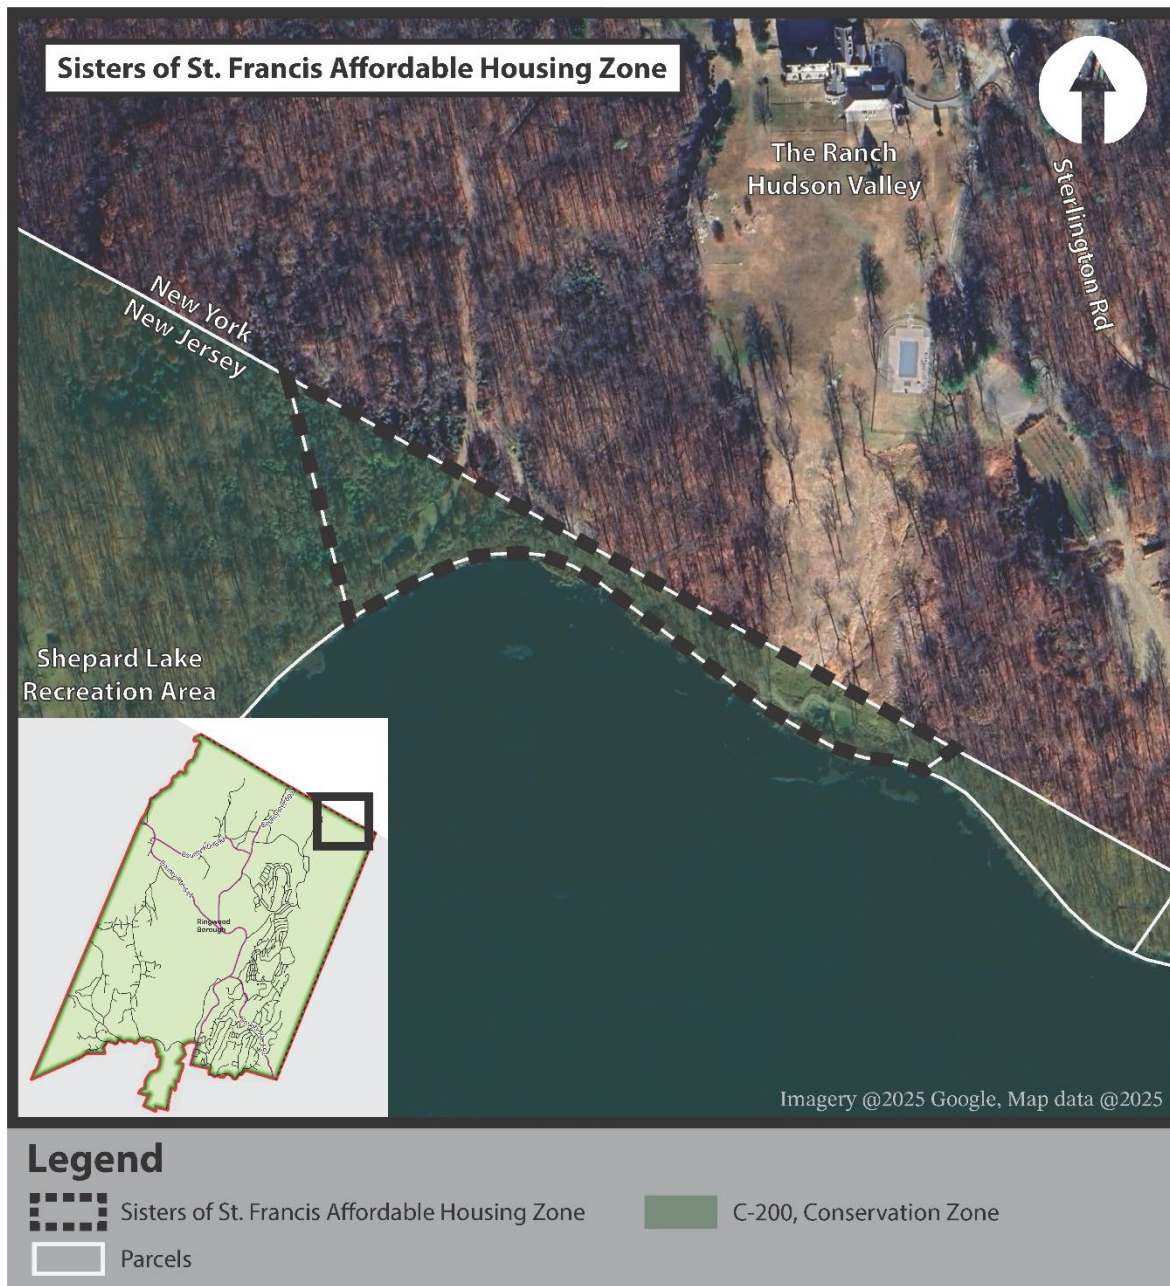 Sisters of St. Francis Affordable Housing Zone
The Ranch
Hudson Valley
Sterlington Rd
New York
New Jersey
Shepard Lake
Recreation Area
Ringwood
Borough
Imagery @2025 Google, Map data @2025
Legend
Sisters of St. Francis Affordable Housing Zone
C-200, Conservation Zone
Parcels